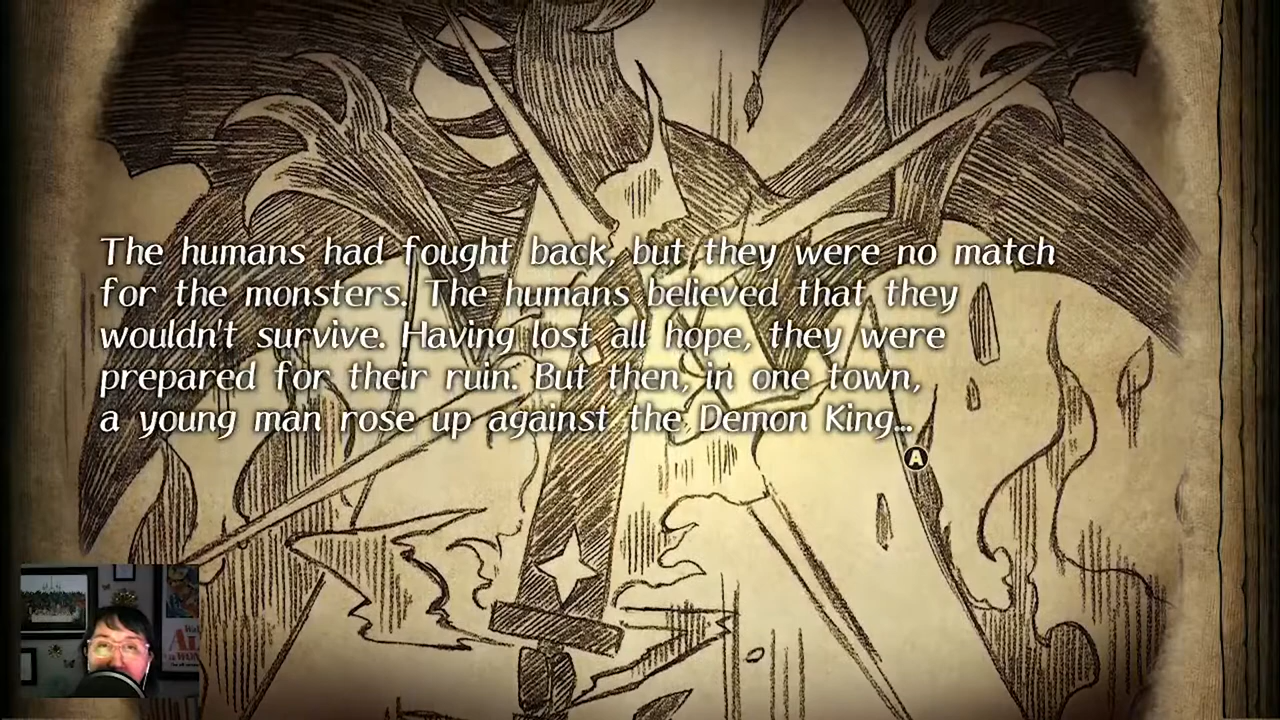 The humans had fought back, but they were no match
for the monsters. The humans believed that they
wouldn't survive. Having lost all hope, they were
prepared for their ruin. But then, in one town,
a young man rose up against the Demon King...
A